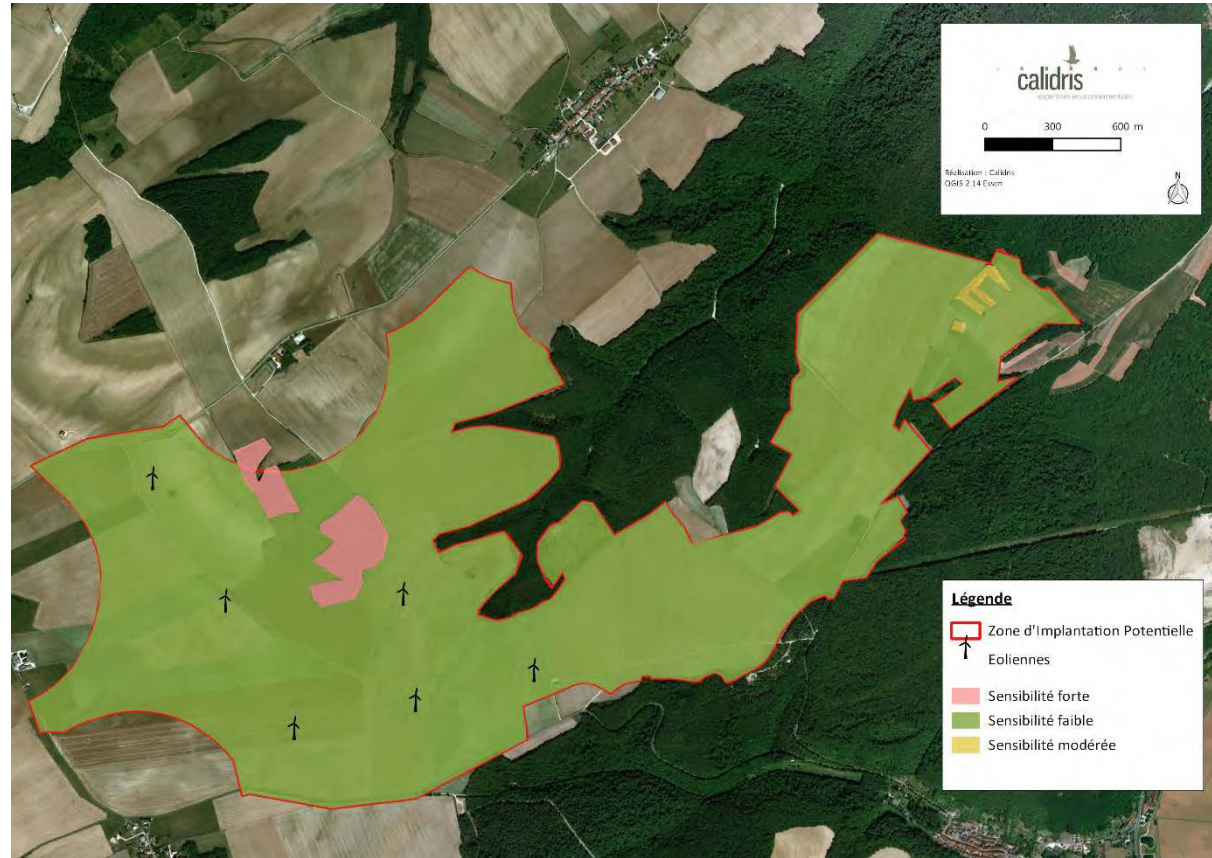 calidris
expertises environnementales
0 300 600 m
Réalisation : Calidris
QGIS 2.14 Essen
N
Légende
Zone d'Implantation Potentielle
Eoliennes
Sensibilité forte
Sensibilité faible
Sensibilité modérée